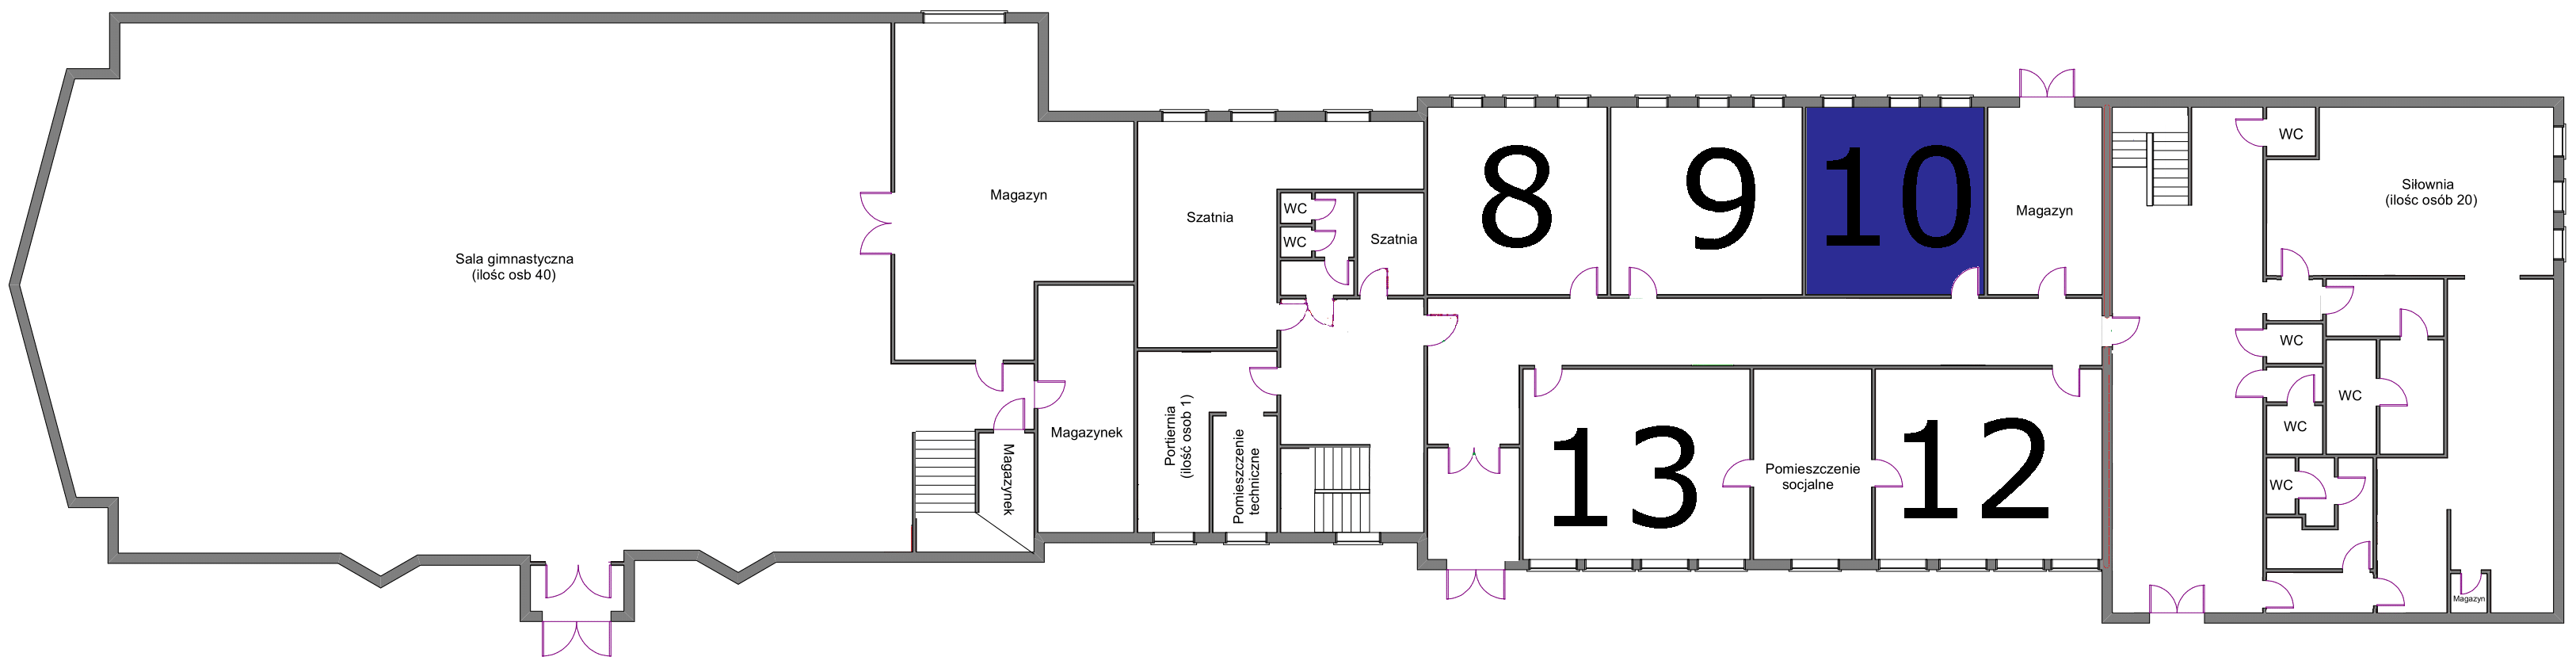 Sala gimnastyczna
(ilośc osb 40)
Magazyn
Magazynek
Magazynek
Szatnia
WC
WC
Szatnia
Portiernia
(ilość osob 1)
Pomieszczenie
techniczne
8
9
10
Magazyn
13
Pomieszczenie
socjalne
12
WC
Siłownia
(ilośc osób 20)
WC
WC
WC
WC
Magazyn